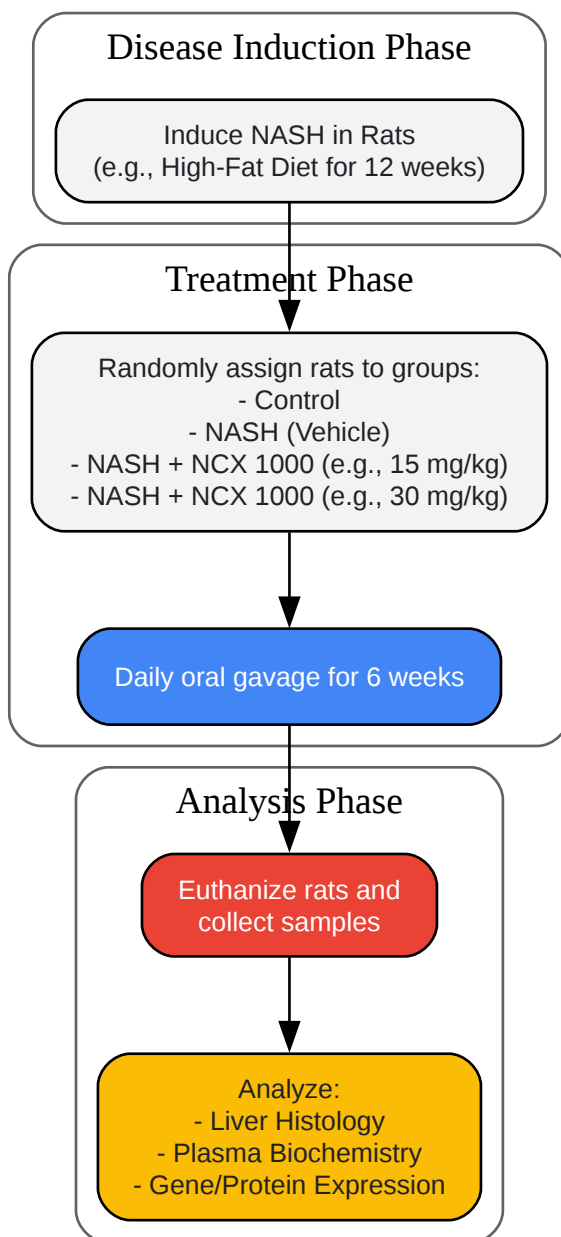 Disease Induction Phase
Induce NASH in Rats
(e.g., High-Fat Diet for 12 weeks)
Treatment Phase
Randomly assign rats to groups:
- Control
- NASH (Vehicle)
- NASH + NCX 1000 (e.g., 15 mg/kg)
- NASH + NCX 1000 (e.g., 30 mg/kg)
Daily oral gavage for 6 weeks
Analysis Phase
Euthanize rats and
collect samples
Analyze:
- Liver Histology
- Plasma Biochemistry
- Gene/Protein Expression